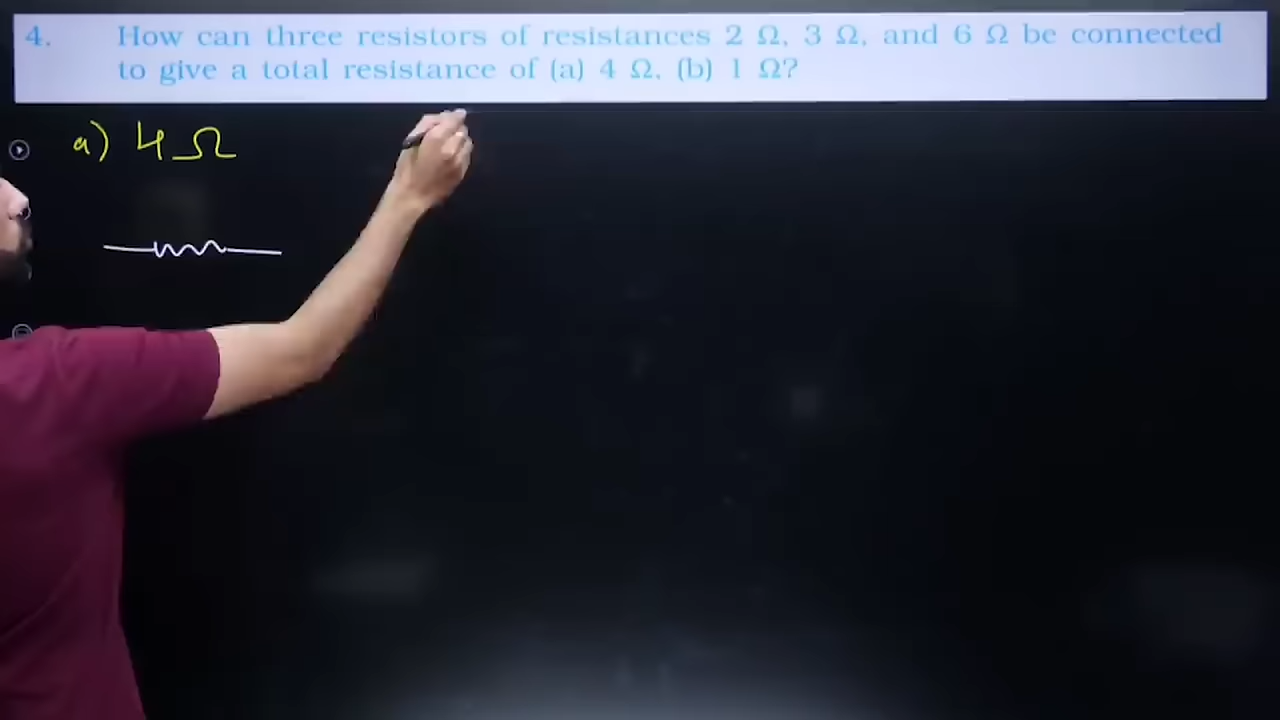 4. How can three resistors of resistances 2 Ω, 3 Ω, and 6 Ω be connected
to give a total resistance of (a) 4 Ω, (b) 1 Ω?
a) 4 Ω